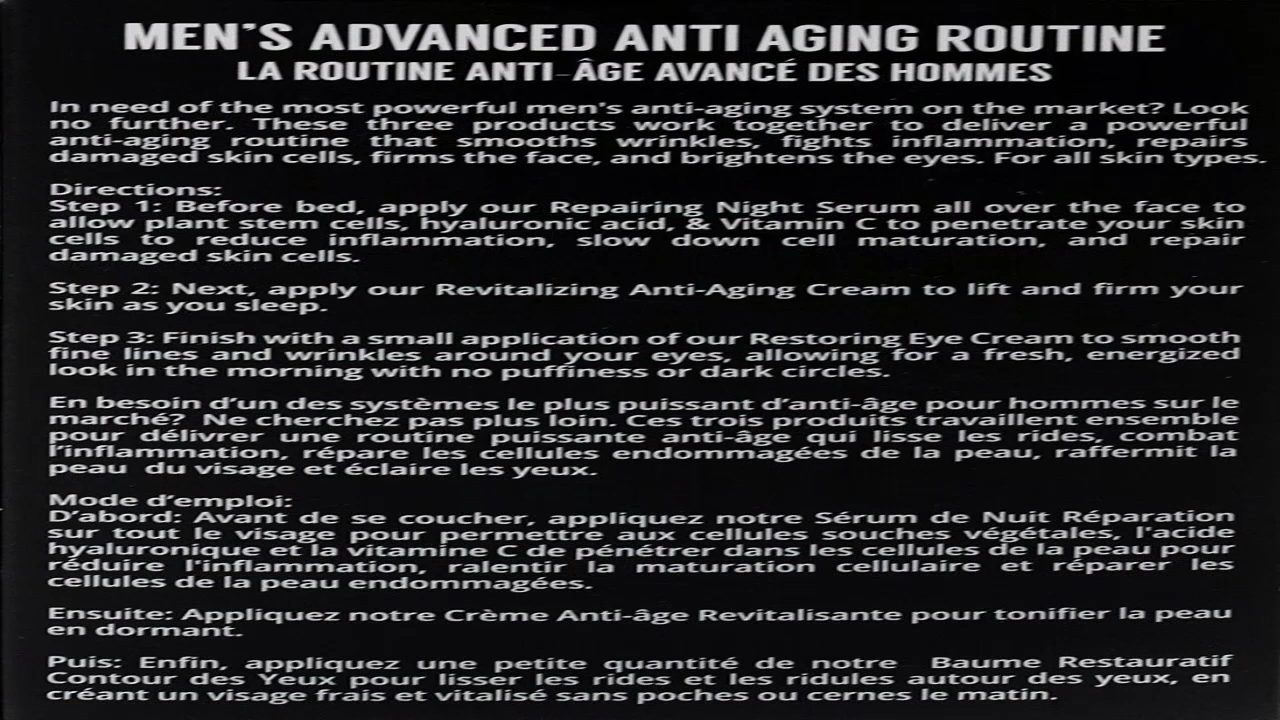 MEN'S ADVANCED ANTI AGING ROUTINE
LA ROUTINE ANTI-ÂGE AVANCÉ DES HOMMES
In need of the most powerful men's anti-aging system on the market? Look
no further. These three products work together to deliver a powerful
anti-aging routine that smooths wrinkles, fights inflammation, repairs
damaged skin cells, firms the face, and brightens the eyes. For all skin types.
Directions:
Step 1: Before bed, apply our Repairing Night Serum all over the face to
allow plant stem cells, hyaluronic acid, & Vitamin C to penetrate your skin
cells to reduce inflammation, slow down cell maturation, and repair
damaged skin cells.
Step 2: Next, apply our Revitalizing Anti-Aging Cream to lift and firm your
skin as you sleep.
Step 3: Finish with a small application of our Restoring Eye Cream to smooth
fine lines and wrinkles around your eyes, allowing for a fresh, energized
look in the morning with no puffiness or dark circles.
En besoin d'un des systèmes le plus puissant d'anti-âge pour hommes sur le
marché? Ne cherchez pas plus loin. Ces trois produits travaillent ensemble
pour délivrer une routine puissante anti-âge qui lisse les rides, combat
l'inflammation, répare les cellules endommagées de la peau, raffermit la
peau du visage et éclaire les yeux.
Mode d'emploi:
D'abord: Avant de se coucher, appliquez notre Sérum de Nuit Réparation
sur tout le visage pour permettre aux cellules souches végétales, l'acide
hyaluronique et la vitamine C de pénétrer dans les cellules de la peau pour
réduire l'inflammation, ralentir la maturation cellulaire et réparer les
cellules de la peau endommagées.
Ensuite: Appliquez notre Crème Anti-âge Revitalisante pour tonifier la peau
en dormant.
Puis: Enfin, appliquez une petite quantité de notre Baume Restauratif
Contour des Yeux pour lisser les rides et les ridules autour des yeux, en
créant un visage frais et vitalisé sans poches ou cernes le matin.